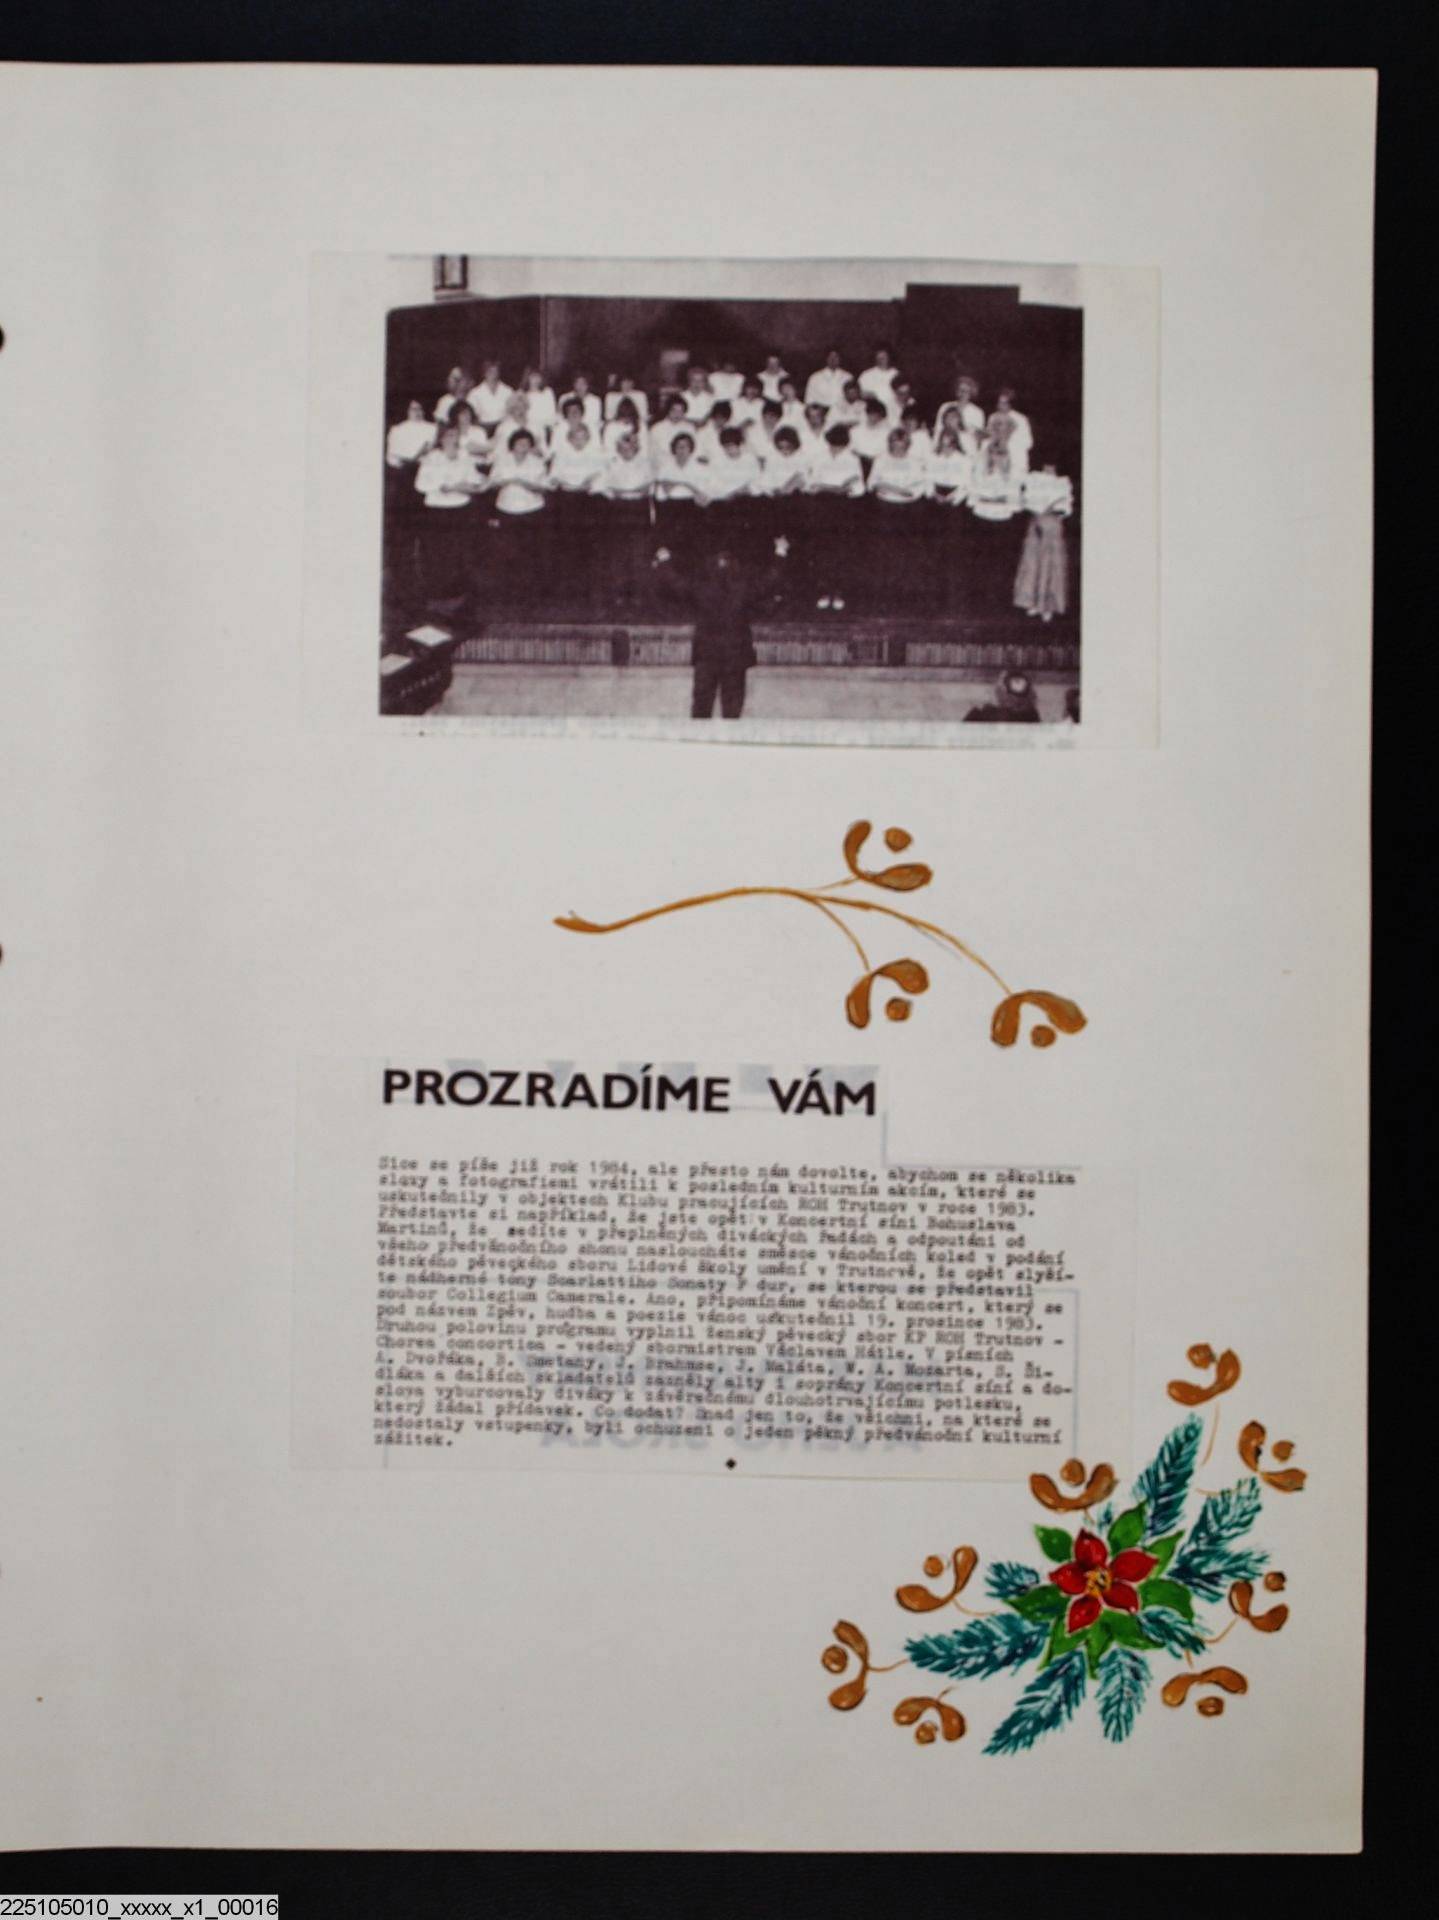 PROZRADÍME VÁM
Sice se píše již rok 1984, ale přesto nám dovolte, abychom se několika
slovy a fotografiemi vrátili k posledním kulturním akcím, které se
uskutečnily v objektech Klubu pracujících ROH Trutnov v roce 1983.
Představte si například, že jste opět v Koncertní síni Bohuslava
Martinů, že sedíte v přeplněných diváckých řadách a odpoutáni od
všeho předvánočního shonu nasloucháte směsce vánočních koled v podání
dětského pěveckého sboru Lidové školy umění v Trutnově, že opět slyší-
te nádherné tóny Scarlattiho Sonaty F dur, se kterou se představil
soubor Collegium Camerale. Ano, připomínáme vánoční koncert, který se
pod názvem Zpěv, hudba a poezie vánoc uskutečnil 19. prosince 1983.
Druhou polovinu programu vyplnil ženský pěvecký sbor KP ROH Trutnov -
Chorea concortica - vedený sbormistrem Václavem Hátle. V písních
A. Dvořáka, B. Smetany, J. Brahmse, J. Maláta, W. A. Mozarta, S. Ši-
dláka a dalších skladatelů zazněly alty i soprány Koncertní síní a do-
slova vyburcovaly diváky k závěrečnému dlouhotrvajícímu potlesku,
který žádal přídavek. Co dodat? Snad jen to, že všichni, na které se
nedostaly vstupenky, byli ochuzeni o jeden pěkný předvánoční kulturní
zážitek.
225105010_xxxxx_x1_00016